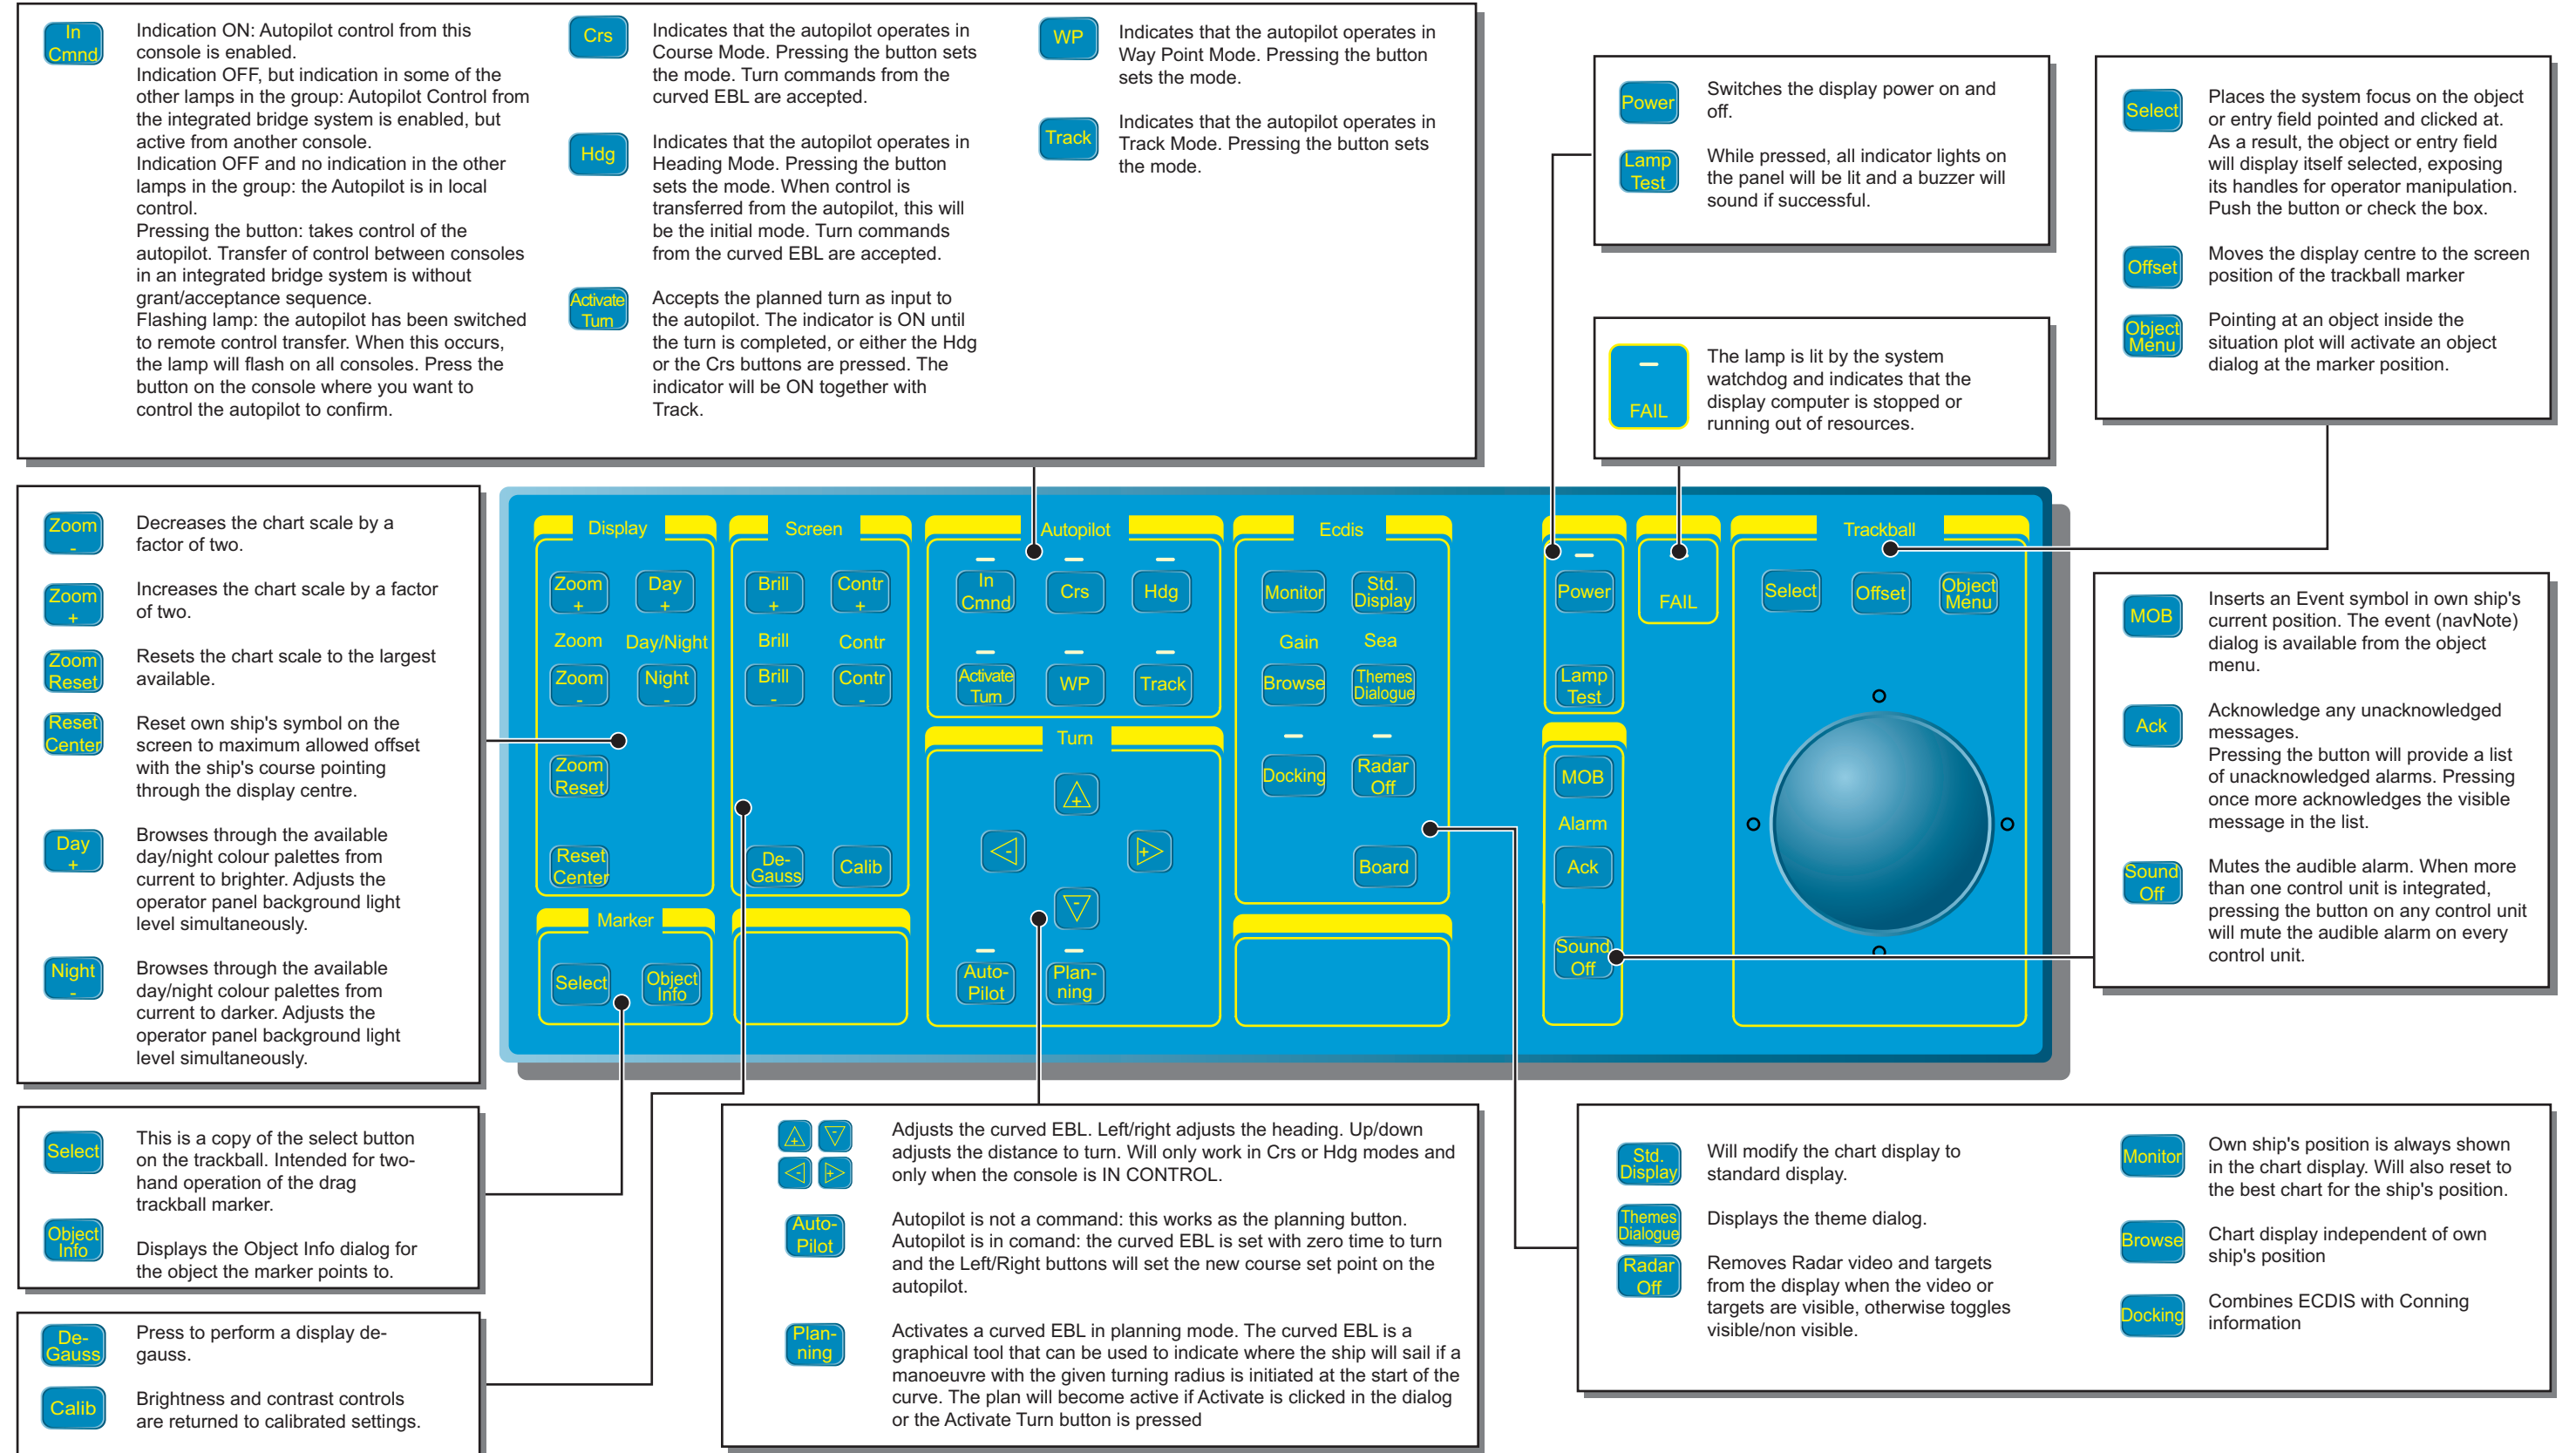 In
Cmnd
Indication ON: Autopilot control from this
console is enabled.
Indication OFF, but indication in some of the
other lamps in the group: Autopilot Control from
the integrated bridge system is enabled, but
active from another console.
Indication OFF and no indication in the other
lamps in the group: the Autopilot is in local
control.
Pressing the button: takes control of the
autopilot. Transfer of control between consoles
in an integrated bridge system is without
grant/acceptance sequence.
Flashing lamp: the autopilot has been switched
to remote control transfer. When this occurs,
the lamp will flash on all consoles. Press the
button on the console where you want to
control the autopilot to confirm.
Crs
Indicates that the autopilot operates in
Course Mode. Pressing the button sets
the mode. Turn commands from the
curved EBL are accepted.
Hdg
Indicates that the autopilot operates in
Heading Mode. Pressing the button
sets the mode. When control is
transferred from the autopilot, this will
be the initial mode. Turn commands
from the curved EBL are accepted.
Activate
Turn
Accepts the planned turn as input to
the autopilot. The indicator is ON until
the turn is completed, or either the Hdg
or the Crs buttons are pressed. The
indicator will be ON together with
Track.
WP
Indicates that the autopilot operates in
Way Point Mode. Pressing the button
sets the mode.
Track
Indicates that the autopilot operates in
Track Mode. Pressing the button sets
the mode.
Power
Switches the display power on and
off.
Lamp
Test
While pressed, all indicator lights on
the panel will be lit and a buzzer will
sound if successful.
FAIL
The lamp is lit by the system
watchdog and indicates that the
display computer is stopped or
running out of resources.
Select
Places the system focus on the object
or entry field pointed and clicked at.
As a result, the object or entry field
will display itself selected, exposing
its handles for operator manipulation.
Push the button or check the box.
Offset
Moves the display centre to the screen
position of the trackball marker
Object
Menu
Pointing at an object inside the
situation plot will activate an object
dialog at the marker position.
Zoom
-
Decreases the chart scale by a
factor of two.
Zoom
+
Increases the chart scale by a factor
of two.
Zoom
Reset
Resets the chart scale to the largest
available.
Reset
Center
Reset own ship's symbol on the
screen to maximum allowed offset
with the ship's course pointing
through the display centre.
Day
+
Browses through the available
day/night colour palettes from
current to brighter. Adjusts the
operator panel background light
level simultaneously.
Night
-
Browses through the available
day/night colour palettes from
current to darker. Adjusts the
operator panel background light
level simultaneously.
Display
Zoom
+
Day
+
Zoom
Day/Night
Zoom
-
Night
-
Zoom
Reset
Reset
Center
Marker
Select
Object
Info
Screen
Brill
+
Contr
+
Brill
Contr
Brill
-
Contr
-
De-
Gauss
Calib
Autopilot
In
Cmnd
Crs
Hdg
Activate
Turn
WP
Track
Turn
+
-
+
-
Auto-
Pilot
Plan-
ning
Ecdis
Monitor
Std.
Display
Gain
Sea
Browse
Themes
Dialogue
Docking
Radar
Off
Board
Power
Lamp
Test
FAIL
MOB
Alarm
Ack
Sound
Off
Trackball
Select
Offset
Object
Menu
MOB
Inserts an Event symbol in own ship's
current position. The event (navNote)
dialog is available from the object
menu.
Ack
Acknowledge any unacknowledged
messages.
Pressing the button will provide a list
of unacknowledged alarms. Pressing
once more acknowledges the visible
message in the list.
Sound
Off
Mutes the audible alarm. When more
than one control unit is integrated,
pressing the button on any control unit
will mute the audible alarm on every
control unit.
Select
This is a copy of the select button
on the trackball. Intended for two-
hand operation of the drag
trackball marker.
Object
Info
Displays the Object Info dialog for
the object the marker points to.
De-
Gauss
Press to perform a display de-
gauss.
Calib
Brightness and contrast controls
are returned to calibrated settings.
+ -
- +
Adjusts the curved EBL. Left/right adjusts the heading. Up/down
adjusts the distance to turn. Will only work in Crs or Hdg modes and
only when the console is IN CONTROL.
Auto-
Pilot
Autopilot is not a command: this works as the planning button.
Autopilot is in comand: the curved EBL is set with zero time to turn
and the Left/Right buttons will set the new course set point on the
autopilot.
Plan-
ning
Activates a curved EBL in planning mode. The curved EBL is a
graphical tool that can be used to indicate where the ship will sail if a
manoeuvre with the given turning radius is initiated at the start of the
curve. The plan will become active if Activate is clicked in the dialog
or the Activate Turn button is pressed
Std.
Display
Will modify the chart display to
standard display.
Themes
Dialogue
Displays the theme dialog.
Radar
Off
Removes Radar video and targets
from the display when the video or
targets are visible, otherwise toggles
visible/non visible.
Monitor
Own ship's position is always shown
in the chart display. Will also reset to
the best chart for the ship's position.
Browse
Chart display independent of own
ship's position
Docking
Combines ECDIS with Conning
information